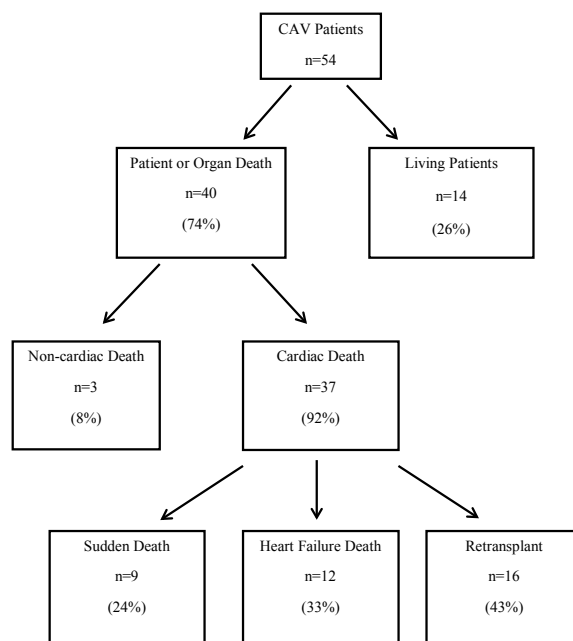 CAV Patients
n=54
Patient or Organ Death
n=40
(74%)
Living Patients
n=14
(26%)
Non-cardiac Death
n=3
(8%)
Cardiac Death
n=37
(92%)
Sudden Death
n=9
(24%)
Heart Failure Death
n=12
(33%)
Retransplant
n=16
(43%)